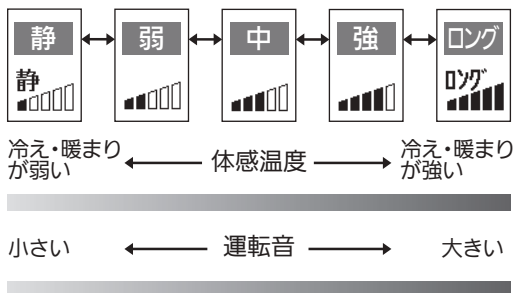 静 弱 中 強 ロング
静 ロング
冷え・暖まり
が弱い
体感温度
冷え・暖まり
が強い
小さい 運転音 大きい